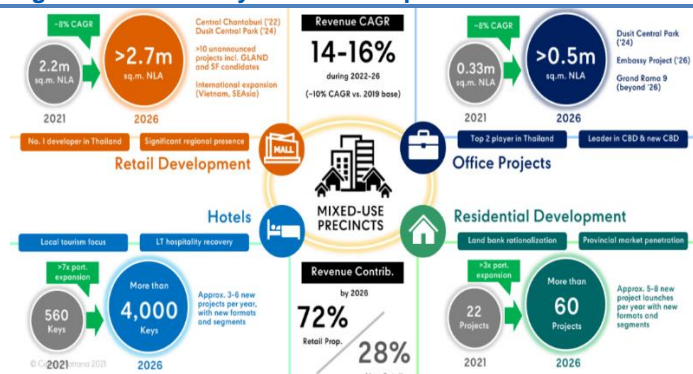 ~8% CAGR
2.2m
sq.m. NLA
2021
>2.7m
sq.m. NLA
2026
Central Chantaburi ('22)
Dusit Central Park ('24)
>10 unannounced
projects incl. GLAND
and SF candidates
International expansion
(Vietnam, SEAsia)
No. 1 developer in Thailand
Significant regional presence
Retail Development
MALL
Revenue CAGR
14-16%
during 2022-26
(~10% CAGR vs. 2019 base)
~8% CAGR
0.33m
sq.m. NLA
2021
>0.5m
sq.m. NLA
2026
Dusit Central Park
('24)
Embassy Project ('26)
Grand Rama 9
(beyond '26)
Top 2 player in Thailand
Leader in CBD & new CBD
Office Projects
MIXED-USE
PRECINCTS
Hotels
Local tourism focus
LT hospitality recovery
>7x port.
expansion
560
Keys
2021
More than
4,000
Keys
2026
Approx. 3-6 new
projects per year,
with new formats
and segments
Revenue Contrib.
by 2026
72%
Retail Prop.
28%
Residential Development
Land bank rationalization
Provincial market penetration
>3x port.
expansion
22
Projects
2021
More than
60
Projects
2026
Approx. 5-8 new
project launches
per year with new
formats and
segments